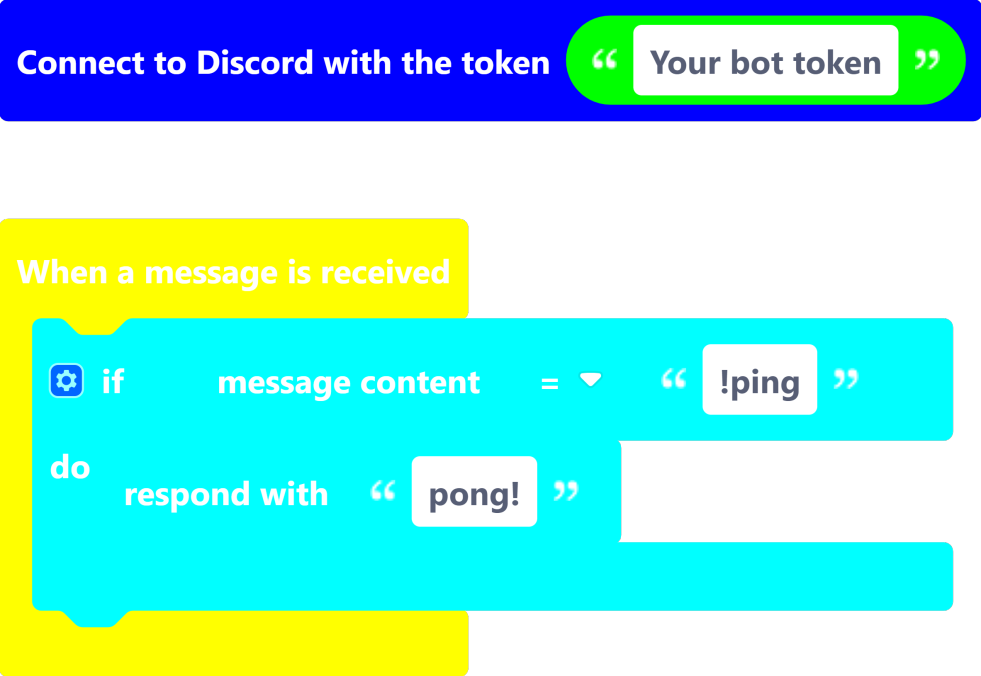 Connect to Discord with the token “ Your bot token ”
When a message is received
if message content = “ !ping ”
do
respond with “ pong! ”